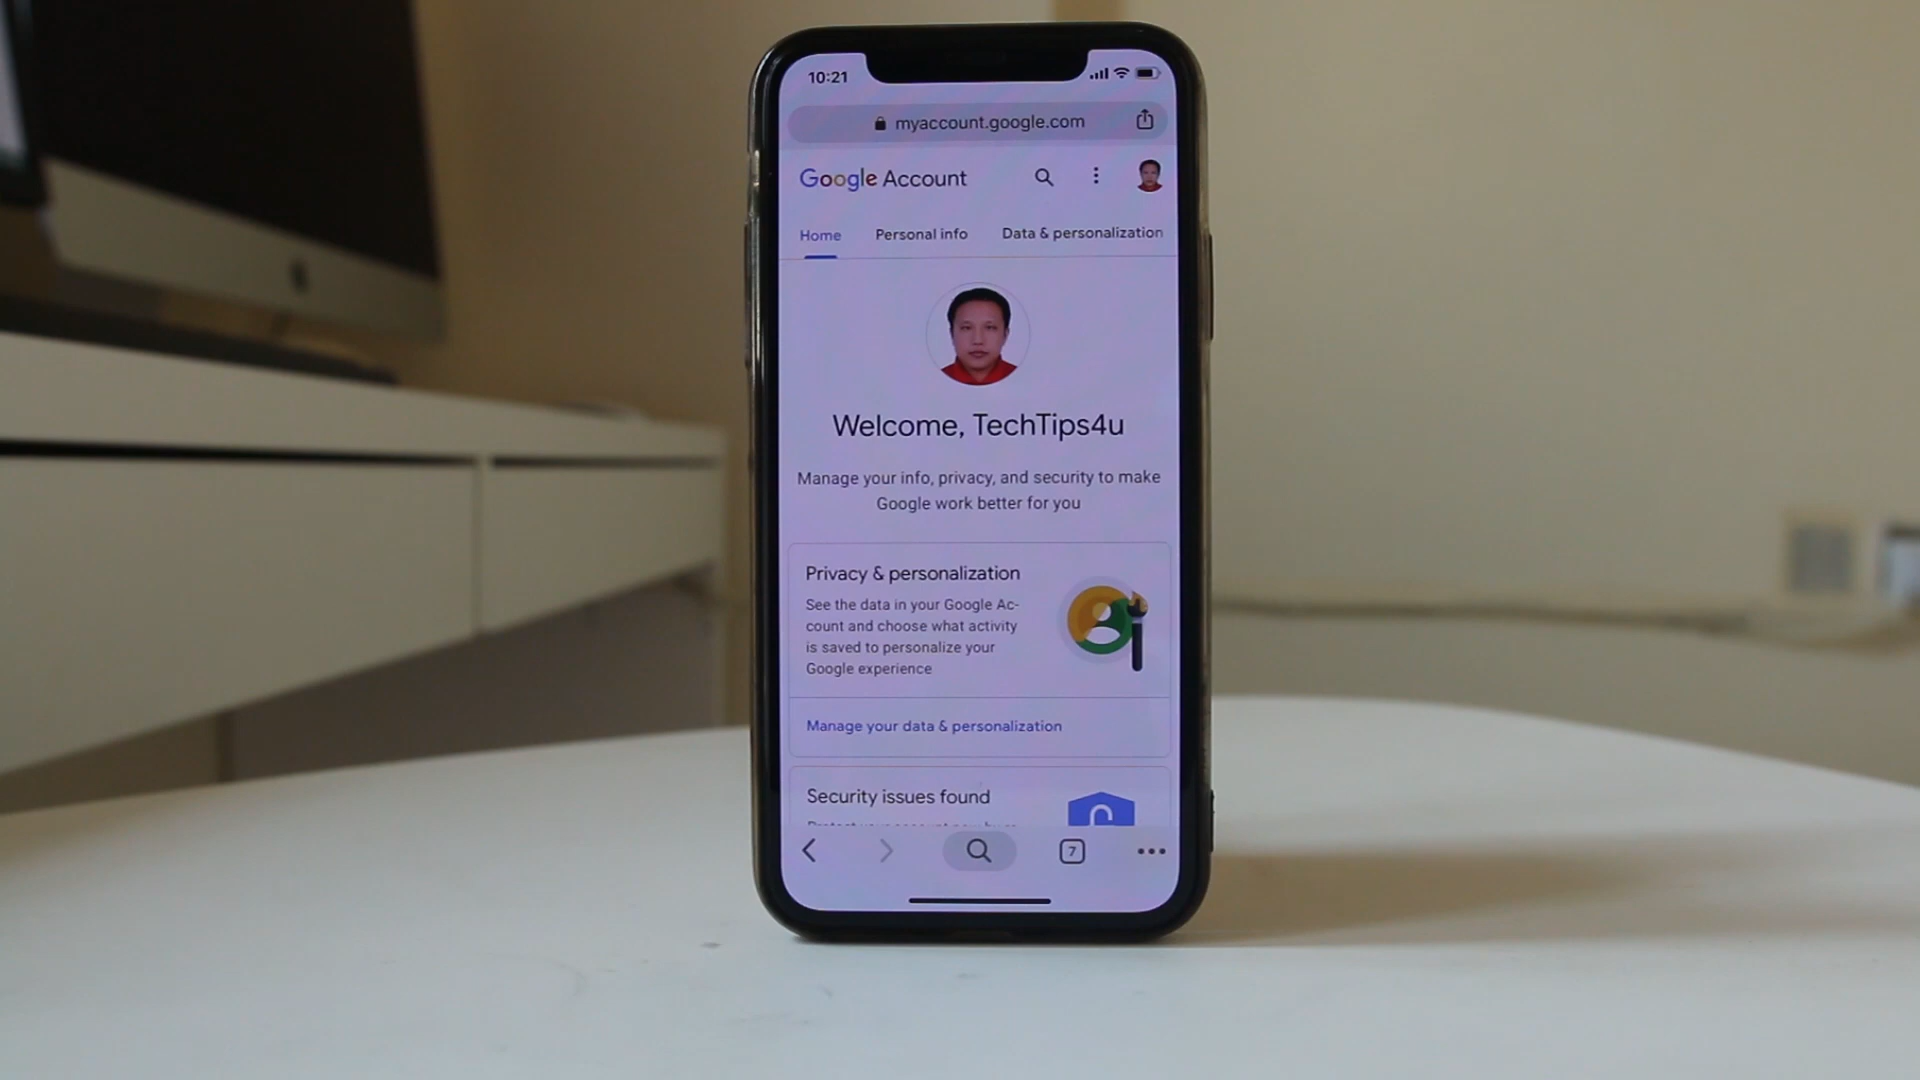 10:21
myaccount.google.com
Google Account
Home Personal info Data & personalization
Welcome, TechTips4u
Manage your info, privacy, and security to make
Google work better for you
Privacy & personalization
See the data in your Google Ac-
count and choose what activity
is saved to personalize your
Google experience
Manage your data & personalization
Security issues found
7